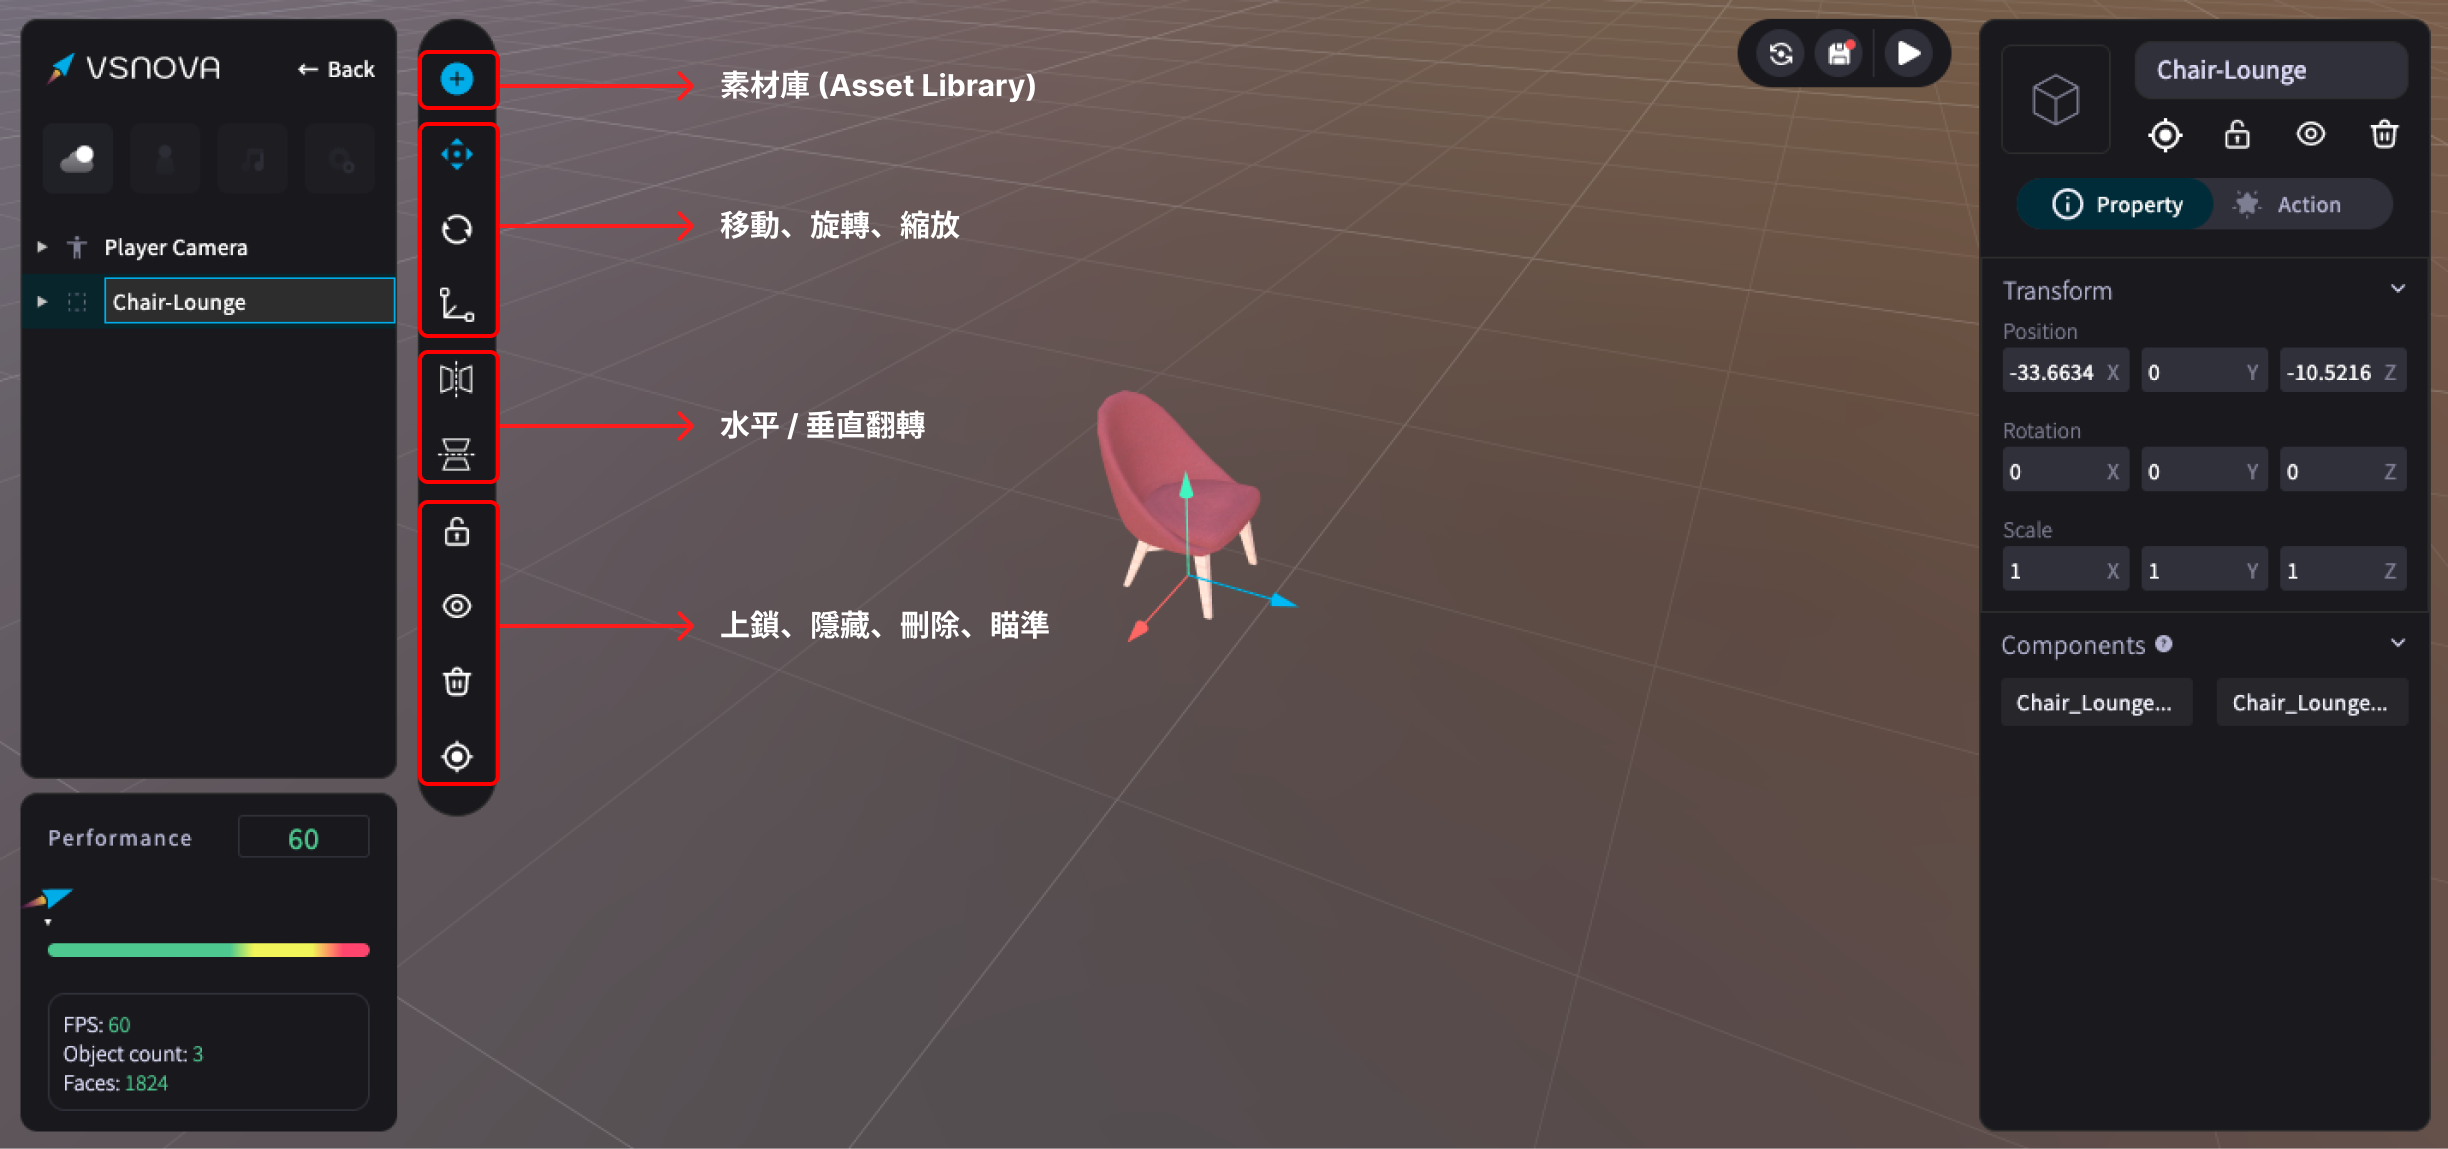 VSNOVA
← Back
Player Camera
Chair-Lounge
Performance
60
FPS: 60
Object count: 3
Faces: 1824
素材庫 (Asset Library)
移動、旋轉、縮放
水平 / 垂直翻轉
上鎖、隱藏、刪除、瞄準
Chair-Lounge
Property
Action
Transform
Position
-33.6634 X 0 Y -10.5216 Z
Rotation
0 X 0 Y 0 Z
Scale
1 X 1 Y 1 Z
Components ?
Chair_Lounge... Chair_Lounge...